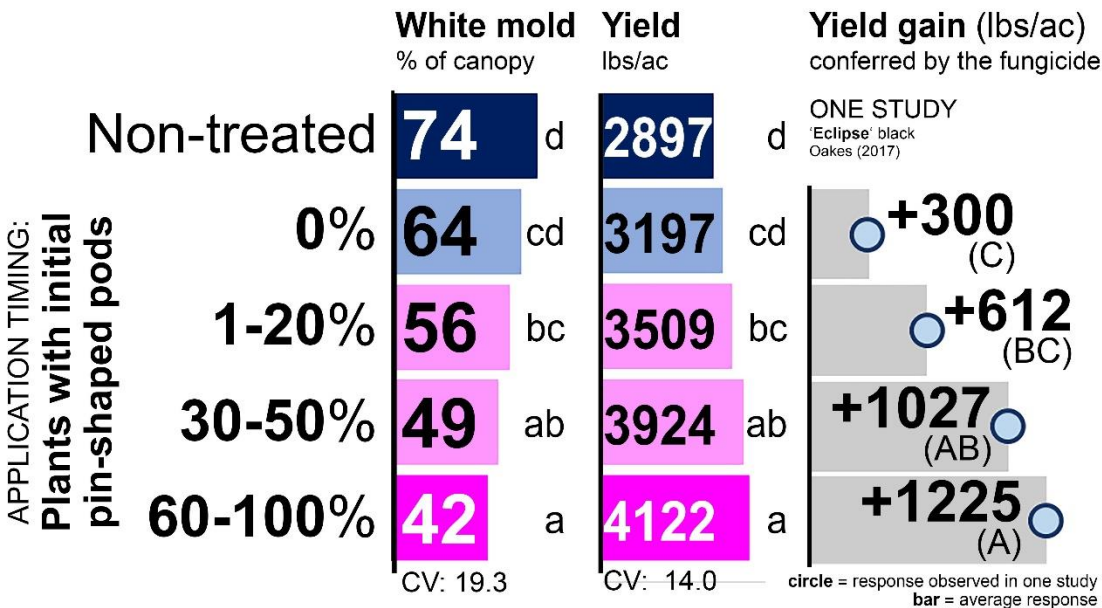 White mold
% of canopy
Yield
lbs/ac
Yield gain (lbs/ac)
conferred by the fungicide
ONE STUDY
‘Eclipse‘ black
Oakes (2017)
APPLICATION TIMING:
Plants with initial
pin-shaped pods
Non-treated 74 d 2897 d
0% 64 cd 3197 cd +300
(C)
1-20% 56 bc 3509 bc +612
(BC)
30-50% 49 ab 3924 ab +1027
(AB)
60-100% 42 a 4122 a +1225
(A)
CV: 19.3 CV: 14.0
circle = response observed in one study
bar = average response